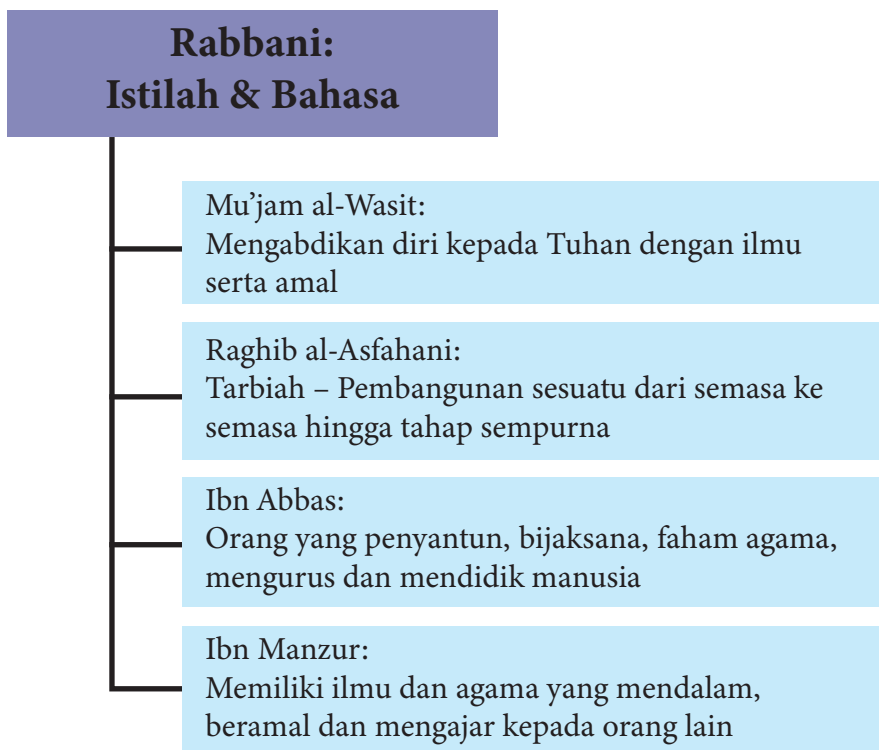 Rabbani:
Istilah & Bahasa
Mu’jam al-Wasit:
Mengabdikan diri kepada Tuhan dengan ilmu
serta amal
Raghib al-Asfahani:
Tarbiah – Pembangunan sesuatu dari semasa ke
semasa hingga tahap sempurna
Ibn Abbas:
Orang yang penyantun, bijaksana, faham agama,
mengurus dan mendidik manusia
Ibn Manzur:
Memiliki ilmu dan agama yang mendalam,
beramal dan mengajar kepada orang lain